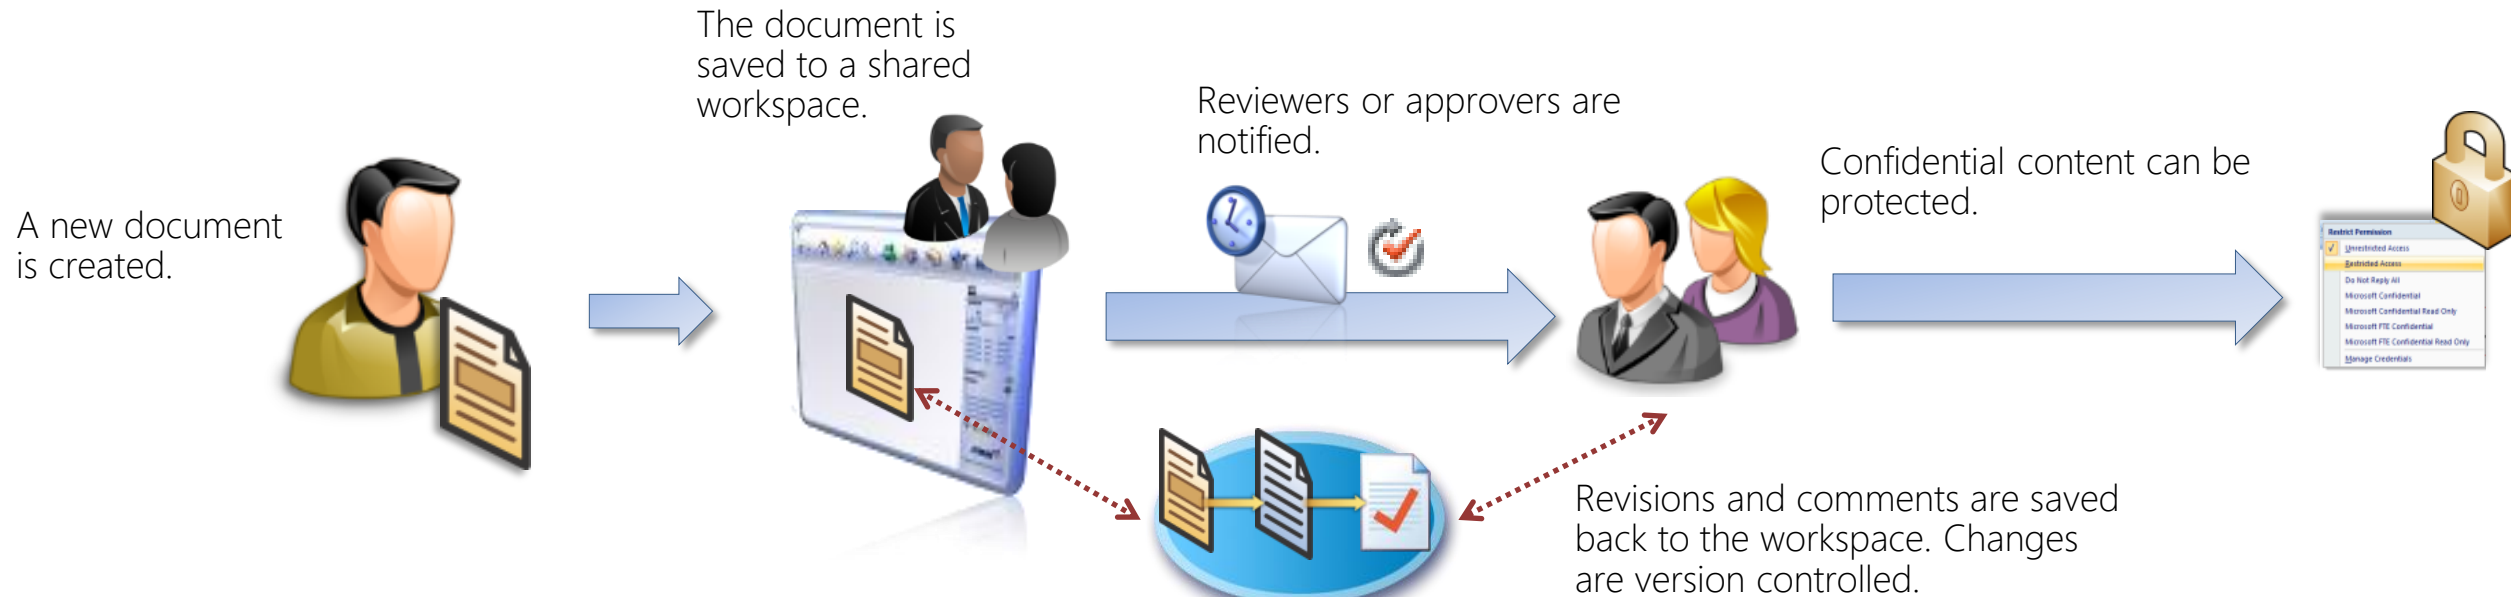 The document is
saved to a shared
workspace.
Reviewers or approvers are
notified.
Confidential content can be
protected.
A new document
is created.
Restrict Permission
Unrestricted Access
Restricted Access
Do Not Reply All
Microsoft Confidential
Microsoft Confidential Read Only
Microsoft FTE Confidential
Microsoft FTE Confidential Read Only
Manage Credentials
Revisions and comments are saved
back to the workspace. Changes
are version controlled.